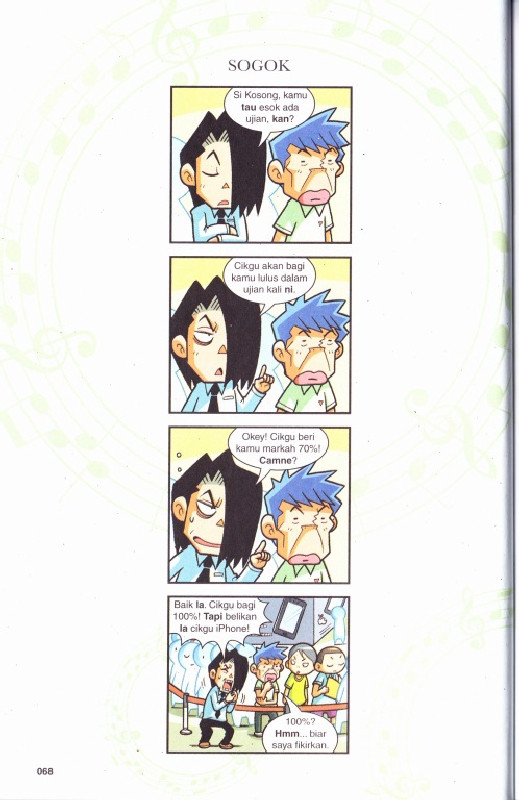 SOGOK
Si Kosong, kamu
tau esok ada
ujian, kan?
Cikgu akan bagi
kamu lulus dalam
ujian kali ni.
Okey! Cikgu beri
kamu markah 70%!
Camne?
Baik la. Cikgu bagi
100%! Tapi belikan
la cikgu iPhone!
100%?
Hmm... biar
saya fikirkan.
068